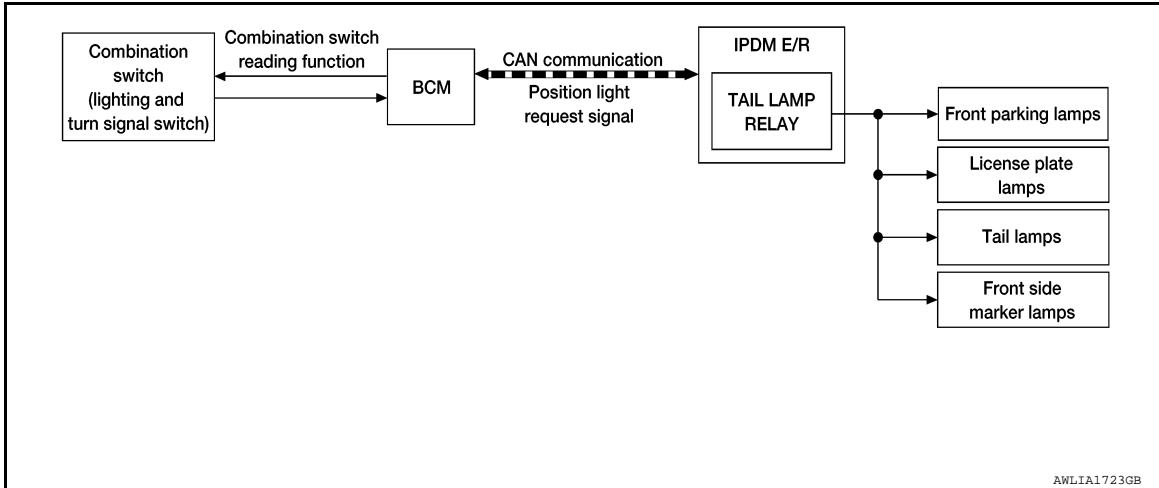 Combination
switch
(lighting and
turn signal switch)
Combination switch
reading function
BCM
CAN communication
Position light
request signal
IPDM E/R
TAIL LAMP
RELAY
Front parking lamps
License plate
lamps
Tail lamps
Front side
marker lamps
AWLIA1723GB